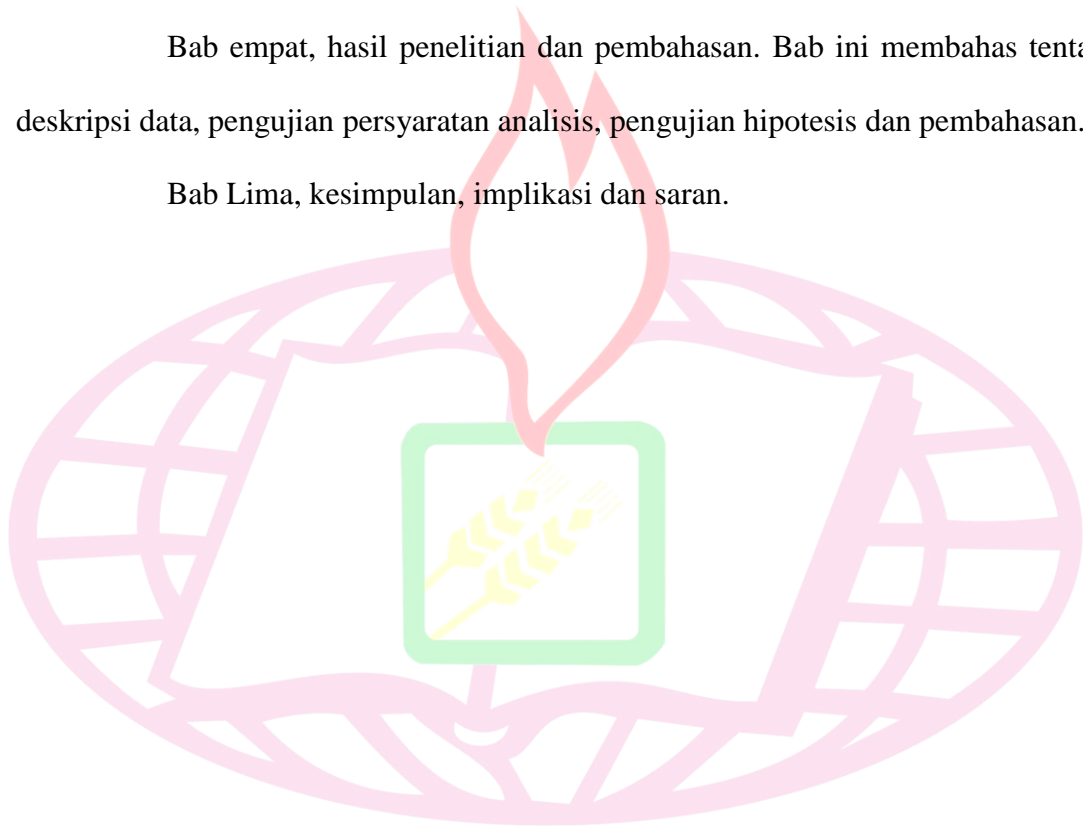 Bab empat, hasil penelitian dan pembahasan. Bab ini membahas
deskripsi data, pengujian persyaratan analisis, pengujian hipotesis dan pembahasan.
Bab Lima, kesimpulan, implikasi dan saran.